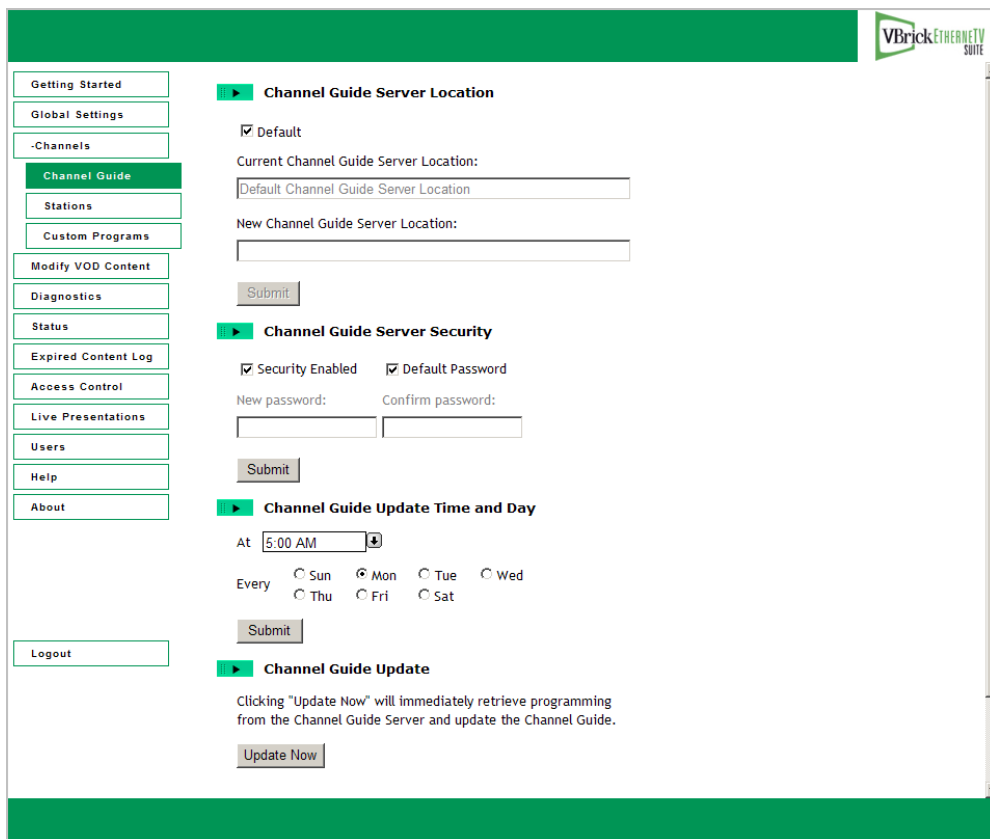 VBrick ETHERNETV
SUITE
Getting Started
Global Settings
-Channels
Channel Guide
Stations
Custom Programs
Modify VOD Content
Diagnostics
Status
Expired Content Log
Access Control
Live Presentations
Users
Help
About
Logout
Channel Guide Server Location
Default
Current Channel Guide Server Location:
Default Channel Guide Server Location
New Channel Guide Server Location:
Submit
Channel Guide Server Security
Security Enabled Default Password
New password: Confirm password:
Submit
Channel Guide Update Time and Day
At 5:00 AM
Every Sun Mon Tue Wed
Thu Fri Sat
Submit
Channel Guide Update
Clicking "Update Now" will immediately retrieve programming
from the Channel Guide Server and update the Channel Guide.
Update Now